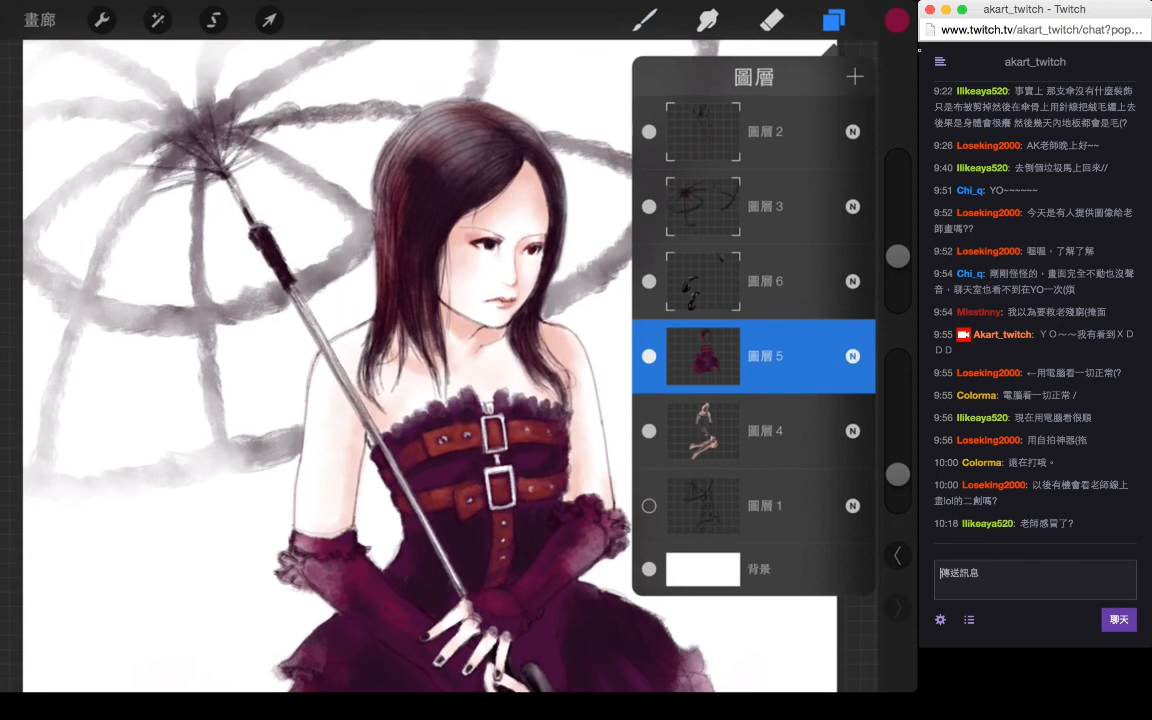 畫廊
圖層
圖層 2
N
圖層 3
N
圖層 6
N
圖層 5
N
圖層 4
N
圖層 1
N
背景
akart_twitch - Twitch
www.twitch.tv/akart_twitch/chat?pop…
akart_twitch
9:22 Ilikeaya520: 事實上 那支傘沒有什麼裝飾
只是布被剪掉然後在傘骨上用針線把絨毛纏上去
後果是身體會很癢 然後幾天內地板都會是毛(?
9:26 Loseking2000: AK老師晚上好~~
9:40 Ilikeaya520: 去倒個垃圾馬上回來//
9:51 Chi_q: YO~~~~~~
9:52 Loseking2000: 今天是有人提供圖像給老
師畫嗎??
9:52 Loseking2000: 喔喔，了解了解
9:54 Chi_q: 剛剛怪怪的，畫面完全不動也沒聲
音，聊天室也看不到在YO一次(煩
9:54 Misstinny: 我以為要救老殘窮(掩面
9:55 Akart_twitch: ＹＯ～～我有看到ＸＤ
ＤＤ
9:55 Loseking2000: ←用電腦看一切正常(?
9:55 Colorma: 電腦看一切正常 /
9:56 Ilikeaya520: 現在用電腦看很順
9:56 Loseking2000: 用自拍神器(拖
10:00 Colorma: 還在打哦。
10:00 Loseking2000: 以後有機會看老師線上
畫lol的二創嗎?
10:18 Ilikeaya520: 老師感冒了?
傳送訊息
聊天